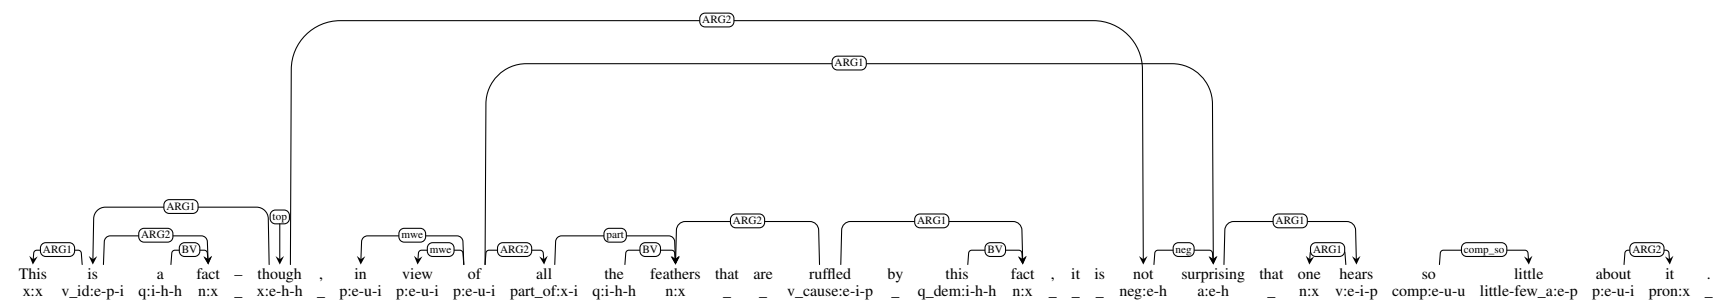 ARG2
ARG1
ARG1 top
ARG2 mwe part ARG2 ARG1 ARG1
ARG1 BV mwe ARG2 BV BV neg ARG1 comp_so ARG2
This is a fact – though , in view of all the feathers that are ruffled by this fact , it is not surprising that one hears so little about it .
x:x v_id:e-p-i q:i-h-h n:x _ x:e-h-h _ p:e-u-i p:e-u-i p:e-u-i part_of:x-i q:i-h-h n:x _ _ v_cause:e-i-p _ q_dem:i-h-h n:x _ _ _ neg:e-h a:e-h _ n:x v:e-i-p comp:e-u-u little-few_a:e-p p:e-u-i pron:x _